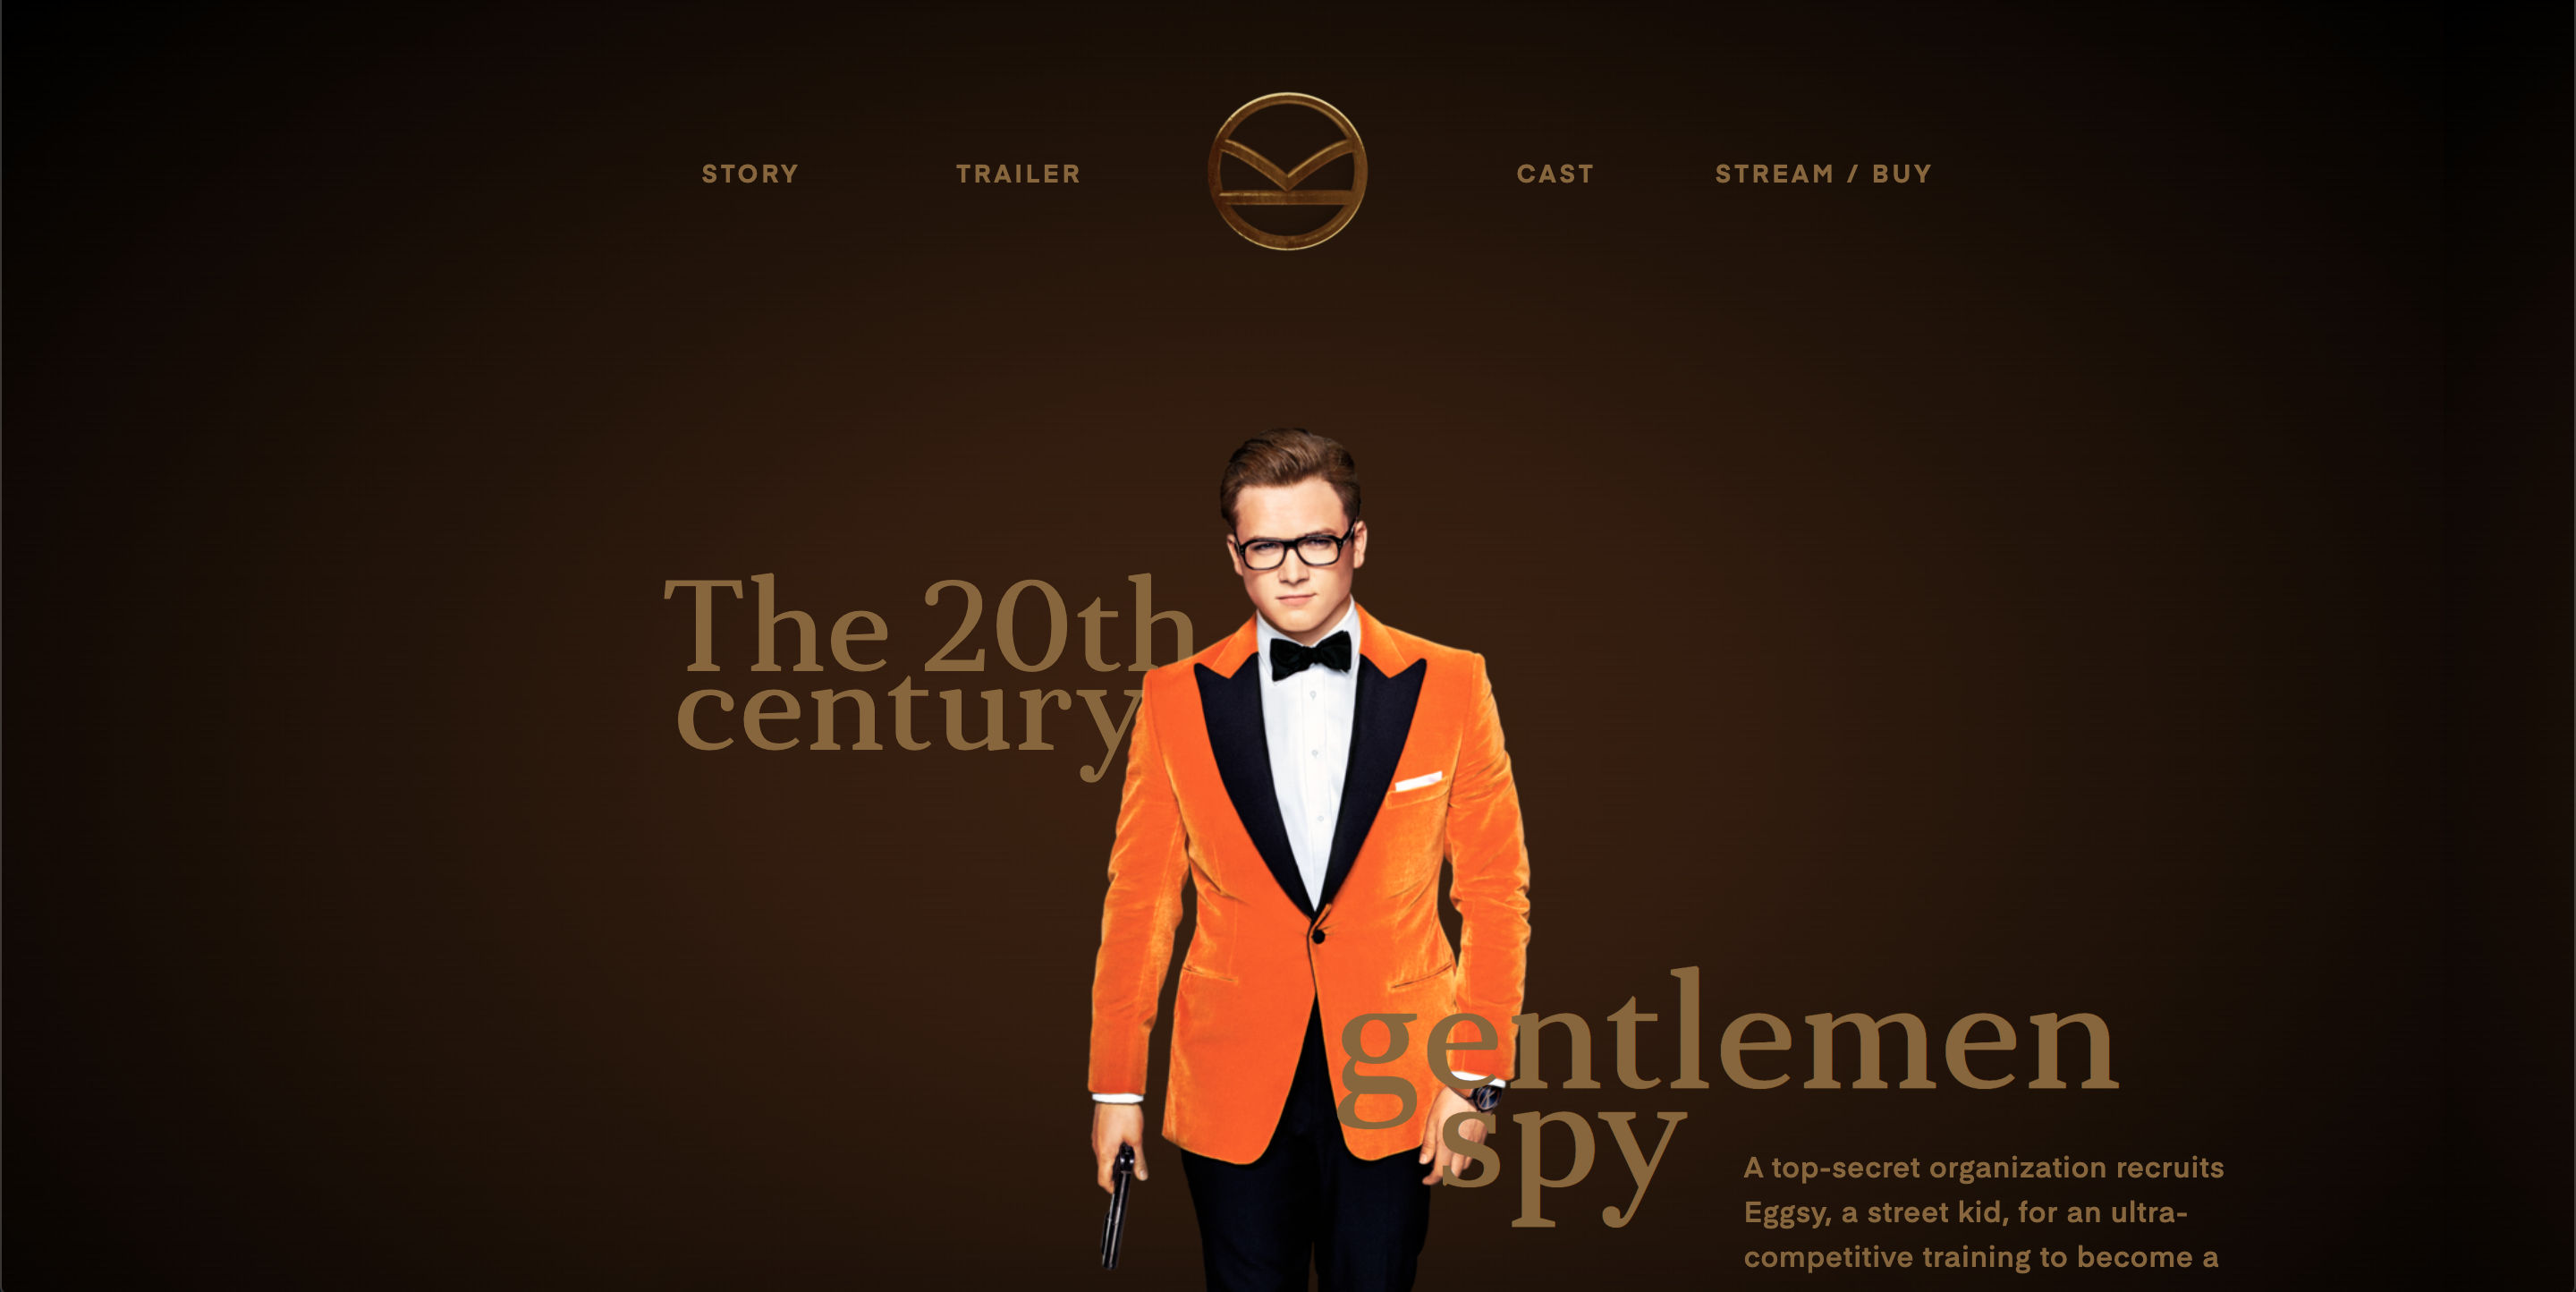 STORY TRAILER CAST STREAM / BUY
The 20th
century
gentlemen
spy
A top-secret organization recruits
Eggsy, a street kid, for an ultra-
competitive training to become a